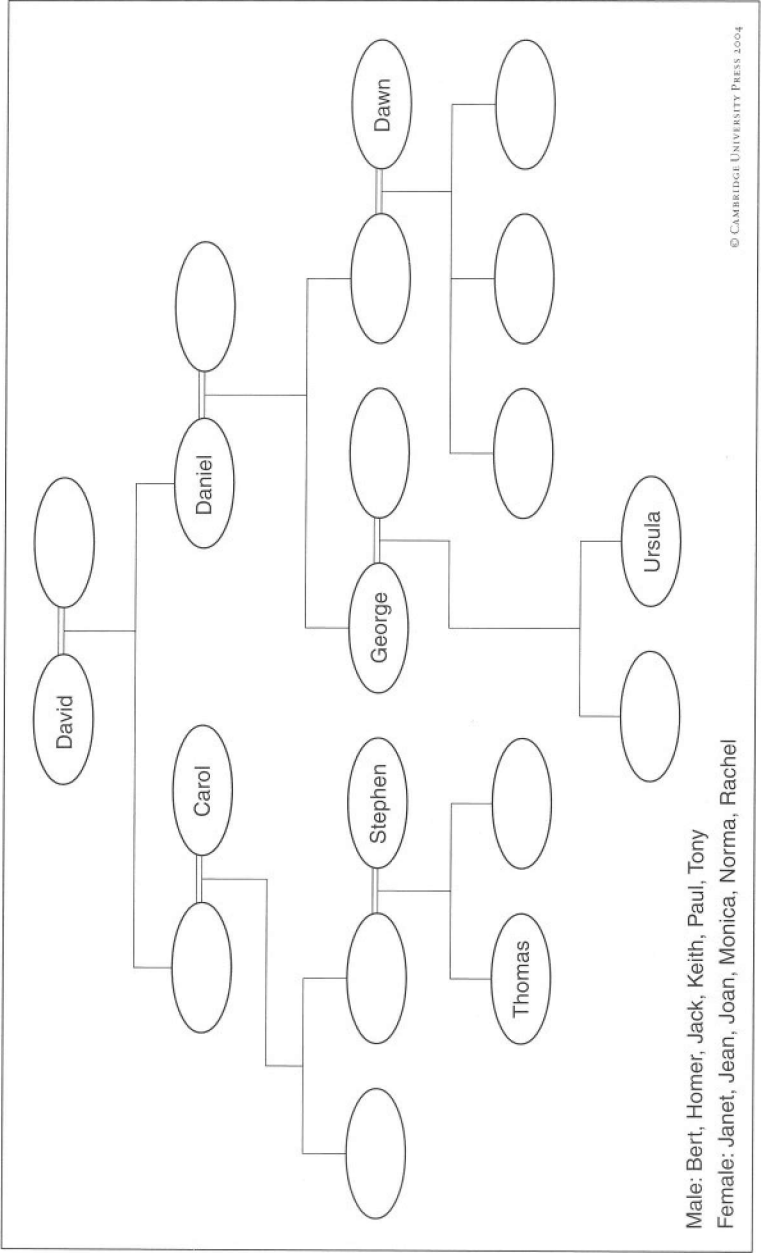 David
Carol
Daniel
Stephen
George
Dawn
Thomas
Ursula
Male: Bert, Homer, Jack, Keith, Paul, Tony
Female: Janet, Jean, Joan, Monica, Norma, Rachel
© CAMBRIDGE UNIVERSITY PRESS 2004